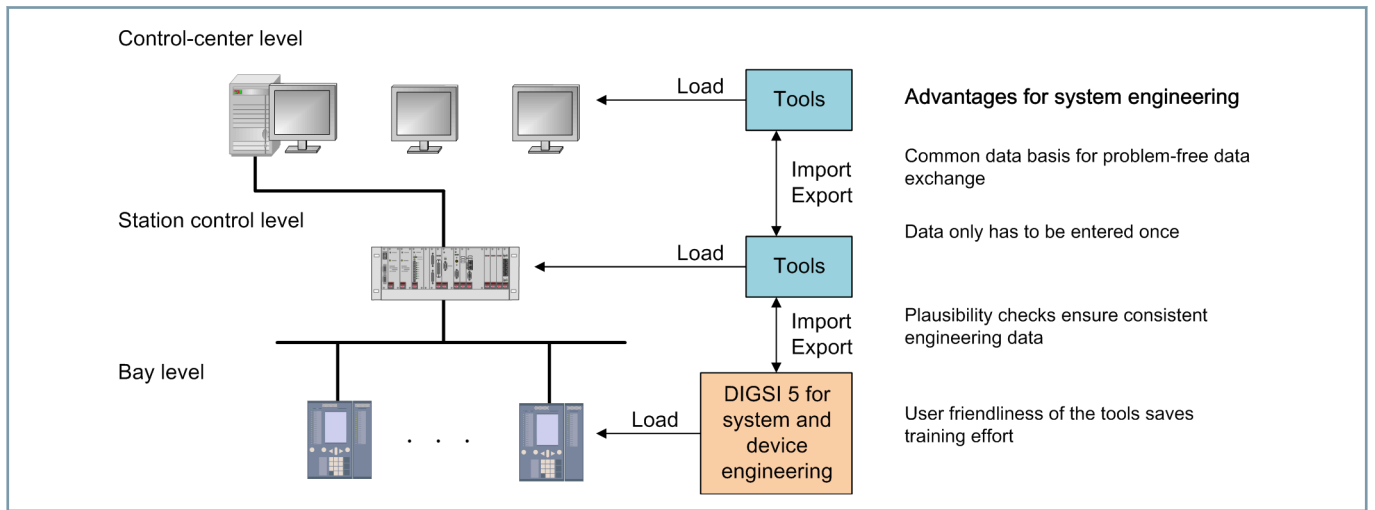 Control-center level
Load
Tools
Advantages for system engineering
Import
Export
Common data basis for problem-free data
exchange
Station control level
Load
Tools
Data only has to be entered once
Import
Export
Plausibility checks ensure consistent
engineering data
Bay level
. . .
Load
DIGSI 5 for
system and
device
engineering
User friendliness of the tools saves
training effort